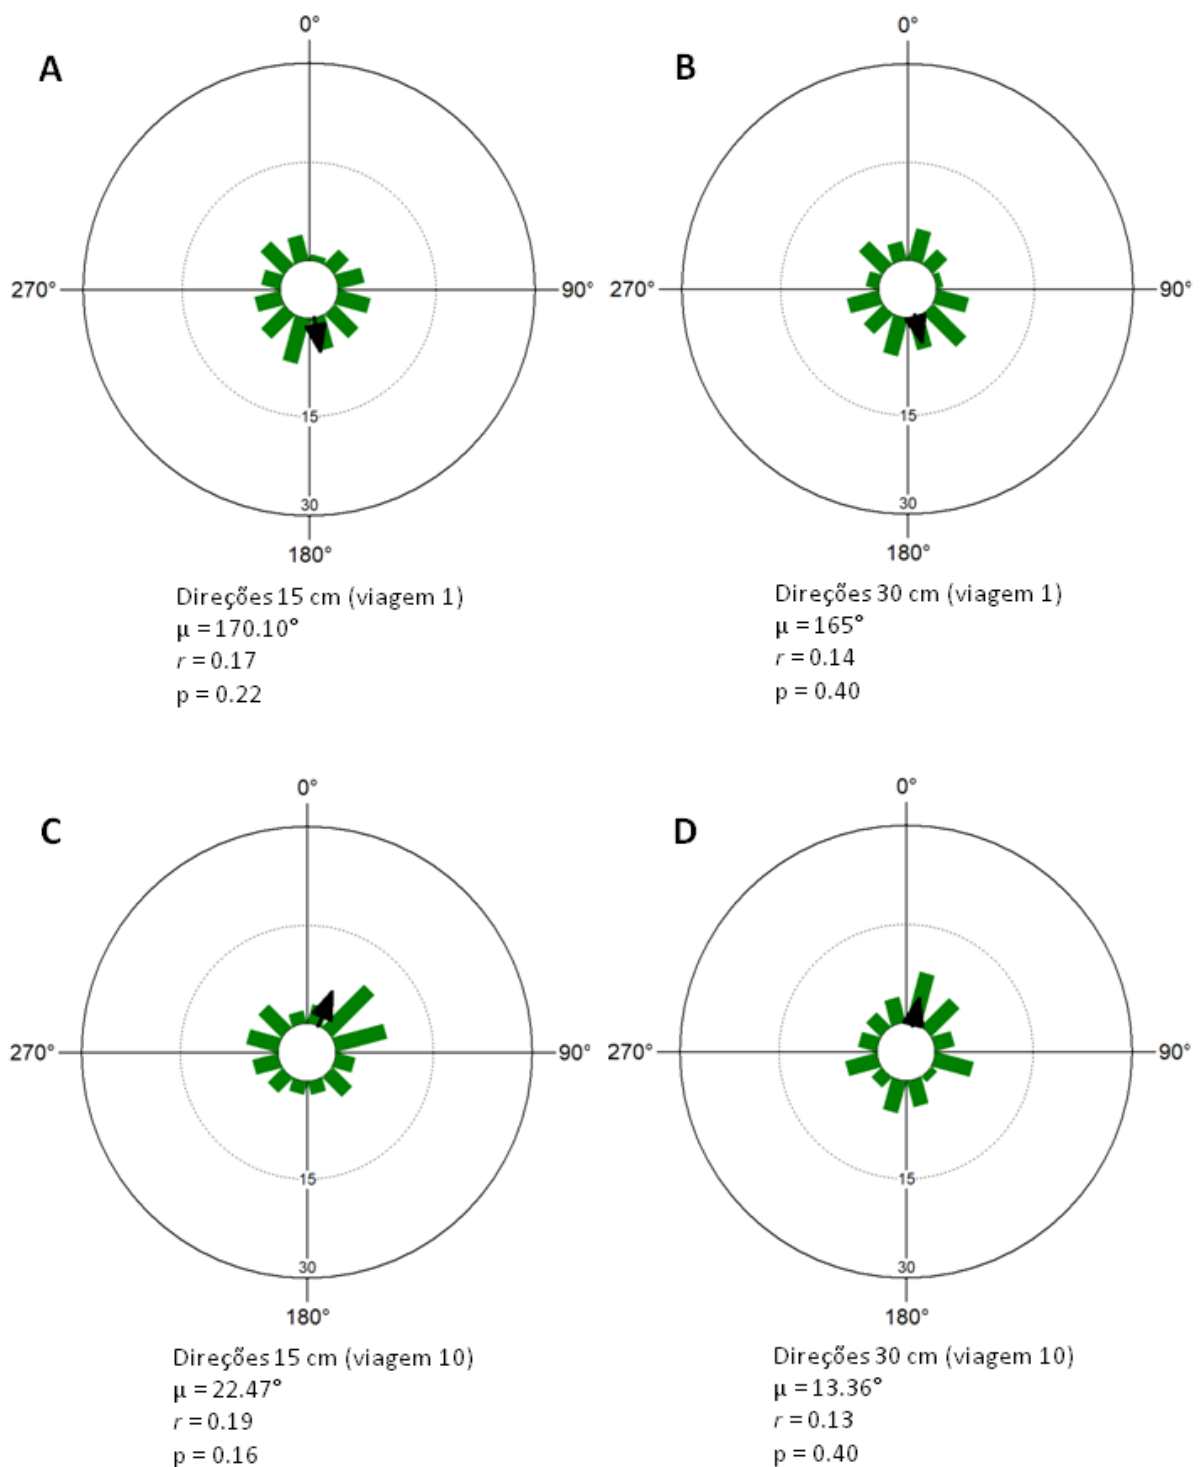 A
0°
270°
90°
15
30
180°
Direções 15 cm (viagem 1)
μ = 170.10°
r = 0.17
p = 0.22
B
0°
270°
90°
15
30
180°
Direções 30 cm (viagem 1)
μ = 165°
r = 0.14
p = 0.40
C
0°
270°
90°
15
30
180°
Direções 15 cm (viagem 10)
μ = 22.47°
r = 0.19
p = 0.16
D
0°
270°
90°
15
30
180°
Direções 30 cm (viagem 10)
μ = 13.36°
r = 0.13
p = 0.40